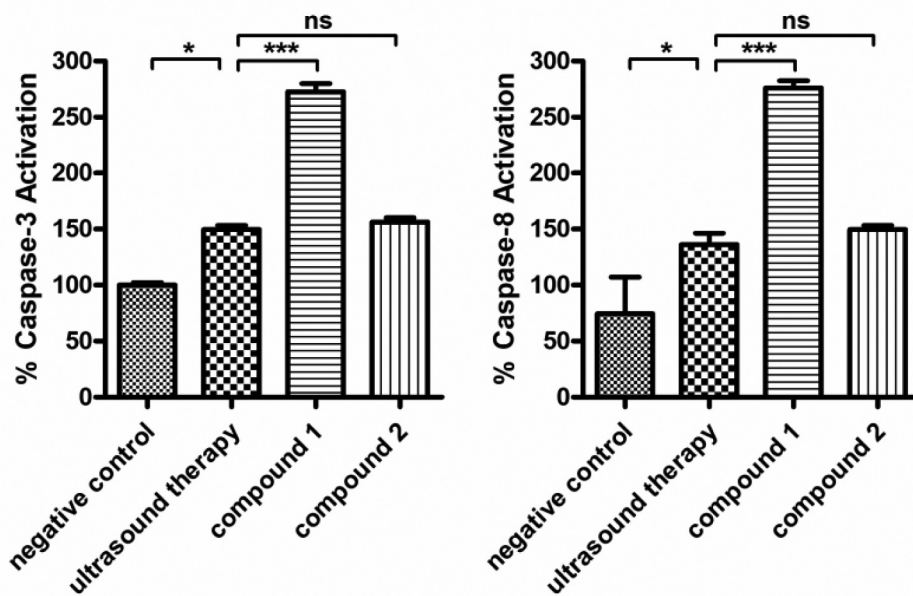 ns
* ***
300
250
200
150
100
50
0
% Caspase-3 Activation
negative control
ultrasound therapy
compound 1
compound 2
ns
* ***
300
250
200
150
100
50
0
% Caspase-8 Activation
negative control
ultrasound therapy
compound 1
compound 2